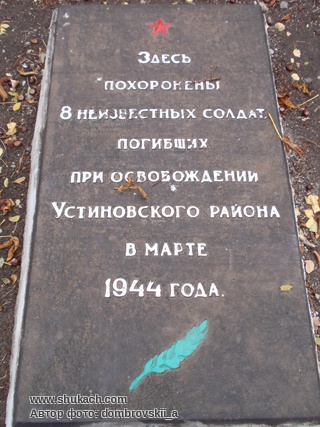 Здесь
похоронены
8 неизвестных солдат,
погибших
при освобождении
Устиновского района
в марте
1944 года.
www.shukach.com
Автор фото: dombrovskii_a